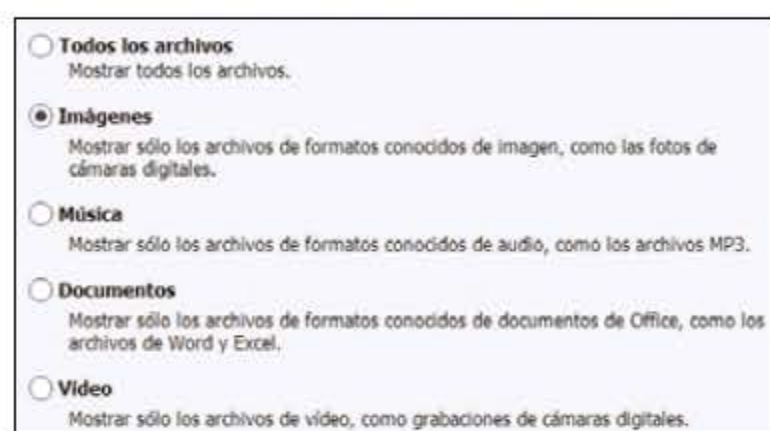 Todos los archivos
Mostrar todos los archivos.
Imágenes
Mostrar sólo los archivos de formatos conocidos de imagen, como las fotos de
cámaras digitales.
Música
Mostrar sólo los archivos de formatos conocidos de audio, como los archivos MP3.
Documentos
Mostrar sólo los archivos de formatos conocidos de documentos de Office, como los
archivos de Word y Excel.
Vídeo
Mostrar sólo los archivos de vídeo, como grabaciones de cámaras digitales.